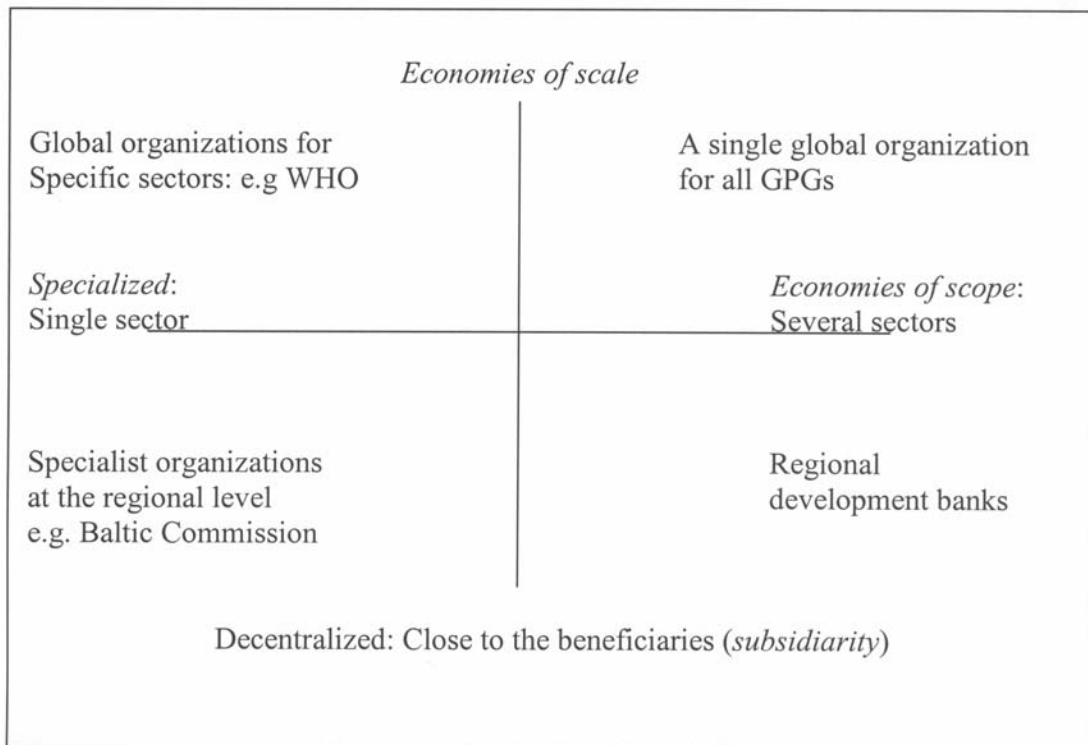 Economies of scale
Global organizations for
Specific sectors: e.g WHO
A single global organization
for all GPGs
Specialized:
Single sector
Economies of scope:
Several sectors
Specialist organizations
at the regional level
e.g. Baltic Commission
Regional
development banks
Decentralized: Close to the beneficiaries (subsidiarity)